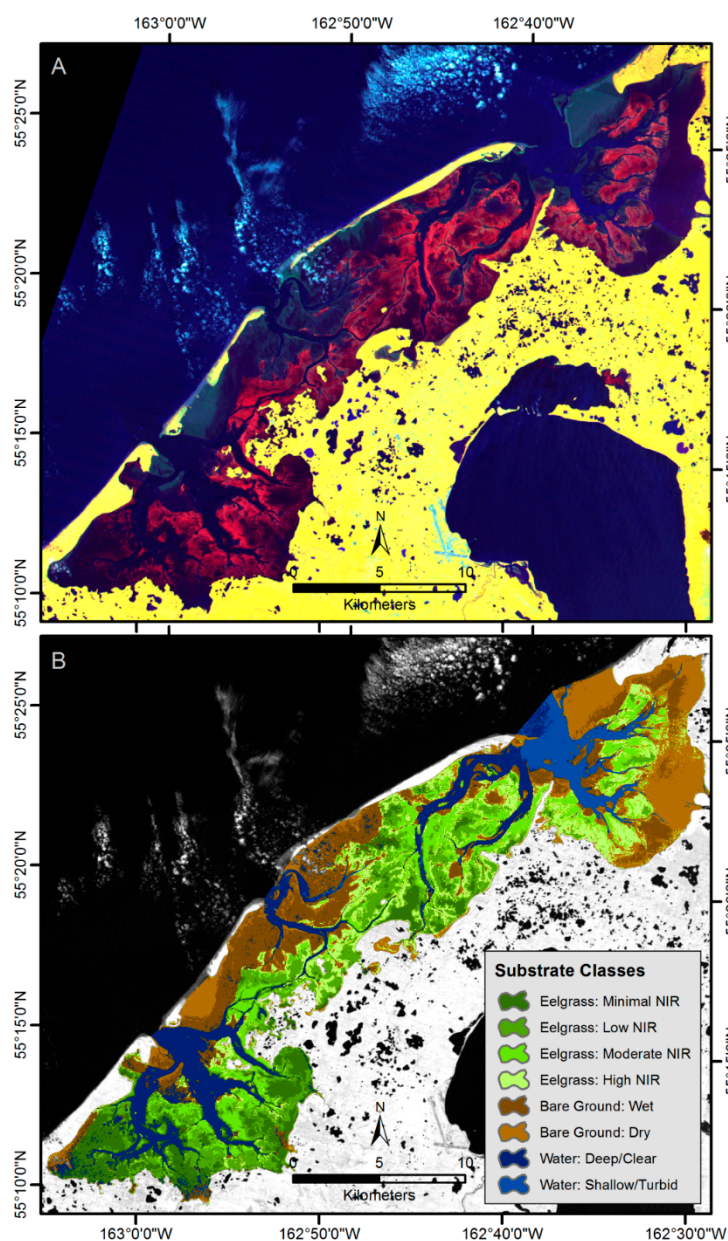 163°0'0"W 162°50'0"W 162°40'0"W
A
55°25'0"N
55°20'0"N
55°15'0"N
55°10'0"N
N
0 5 10
Kilometers
B
55°25'0"N
55°20'0"N
55°15'0"N
55°10'0"N
Substrate Classes
Eelgrass: Minimal NIR
Eelgrass: Low NIR
Eelgrass: Moderate NIR
Eelgrass: High NIR
Bare Ground: Wet
Bare Ground: Dry
Water: Deep/Clear
Water: Shallow/Turbid
N
0 5 10
Kilometers
163°0'0"W 162°50'0"W 162°40'0"W 162°30'0"W